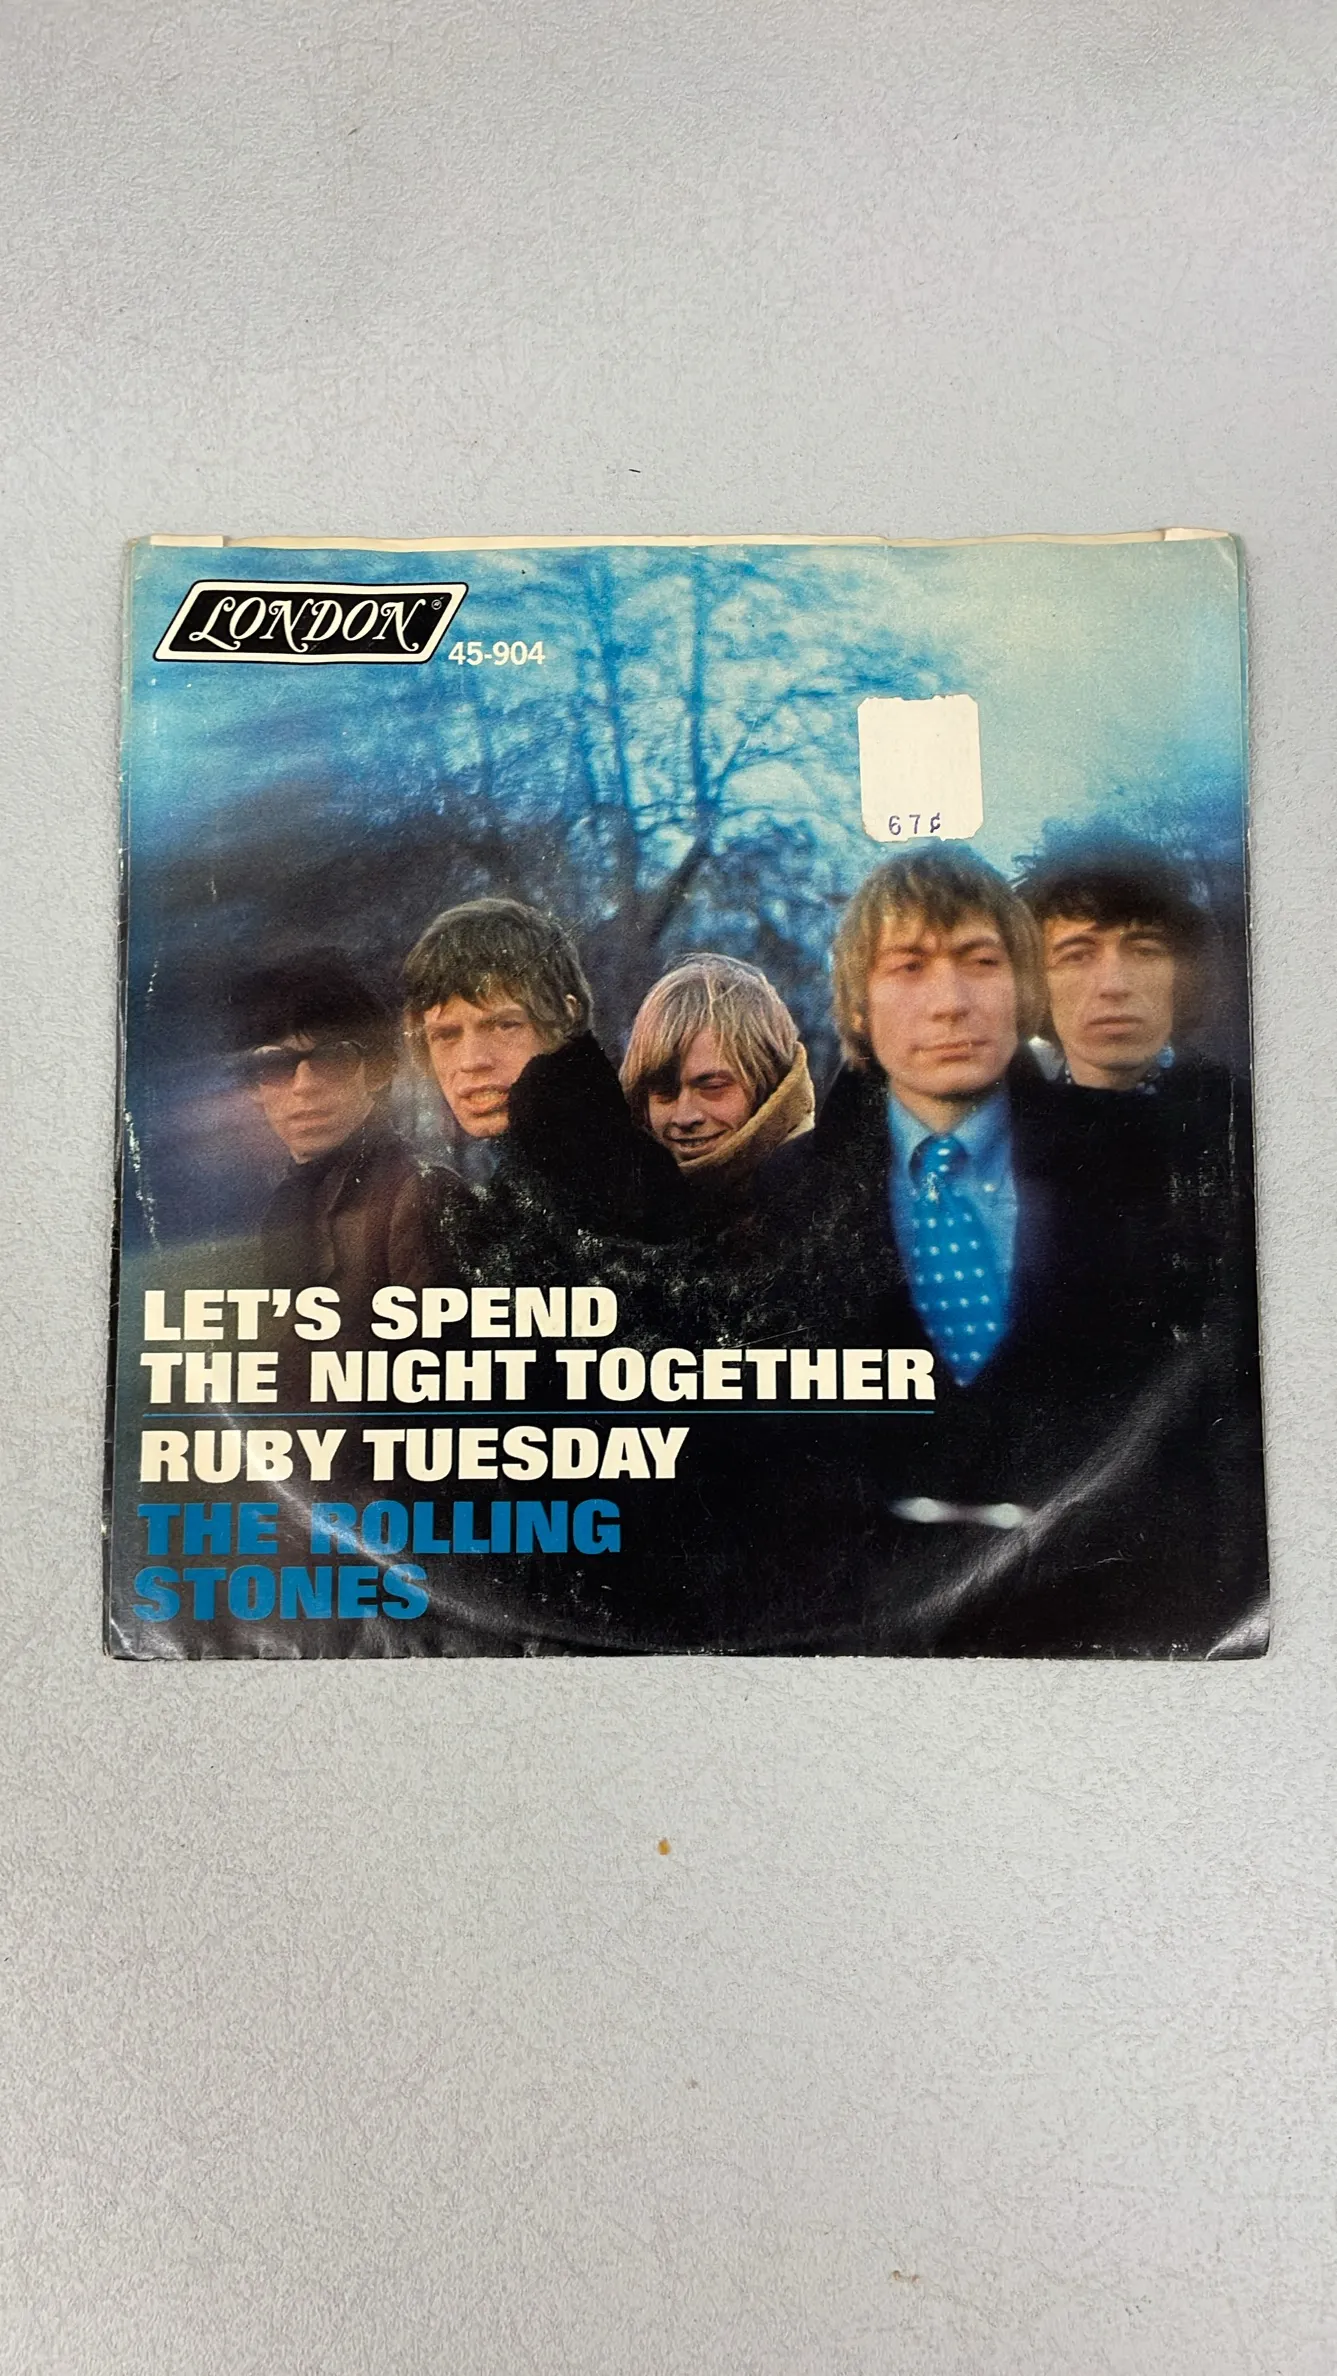 LONDON®
45-904
67¢
LET'S SPEND
THE NIGHT TOGETHER
RUBY TUESDAY
THE ROLLING
STONES